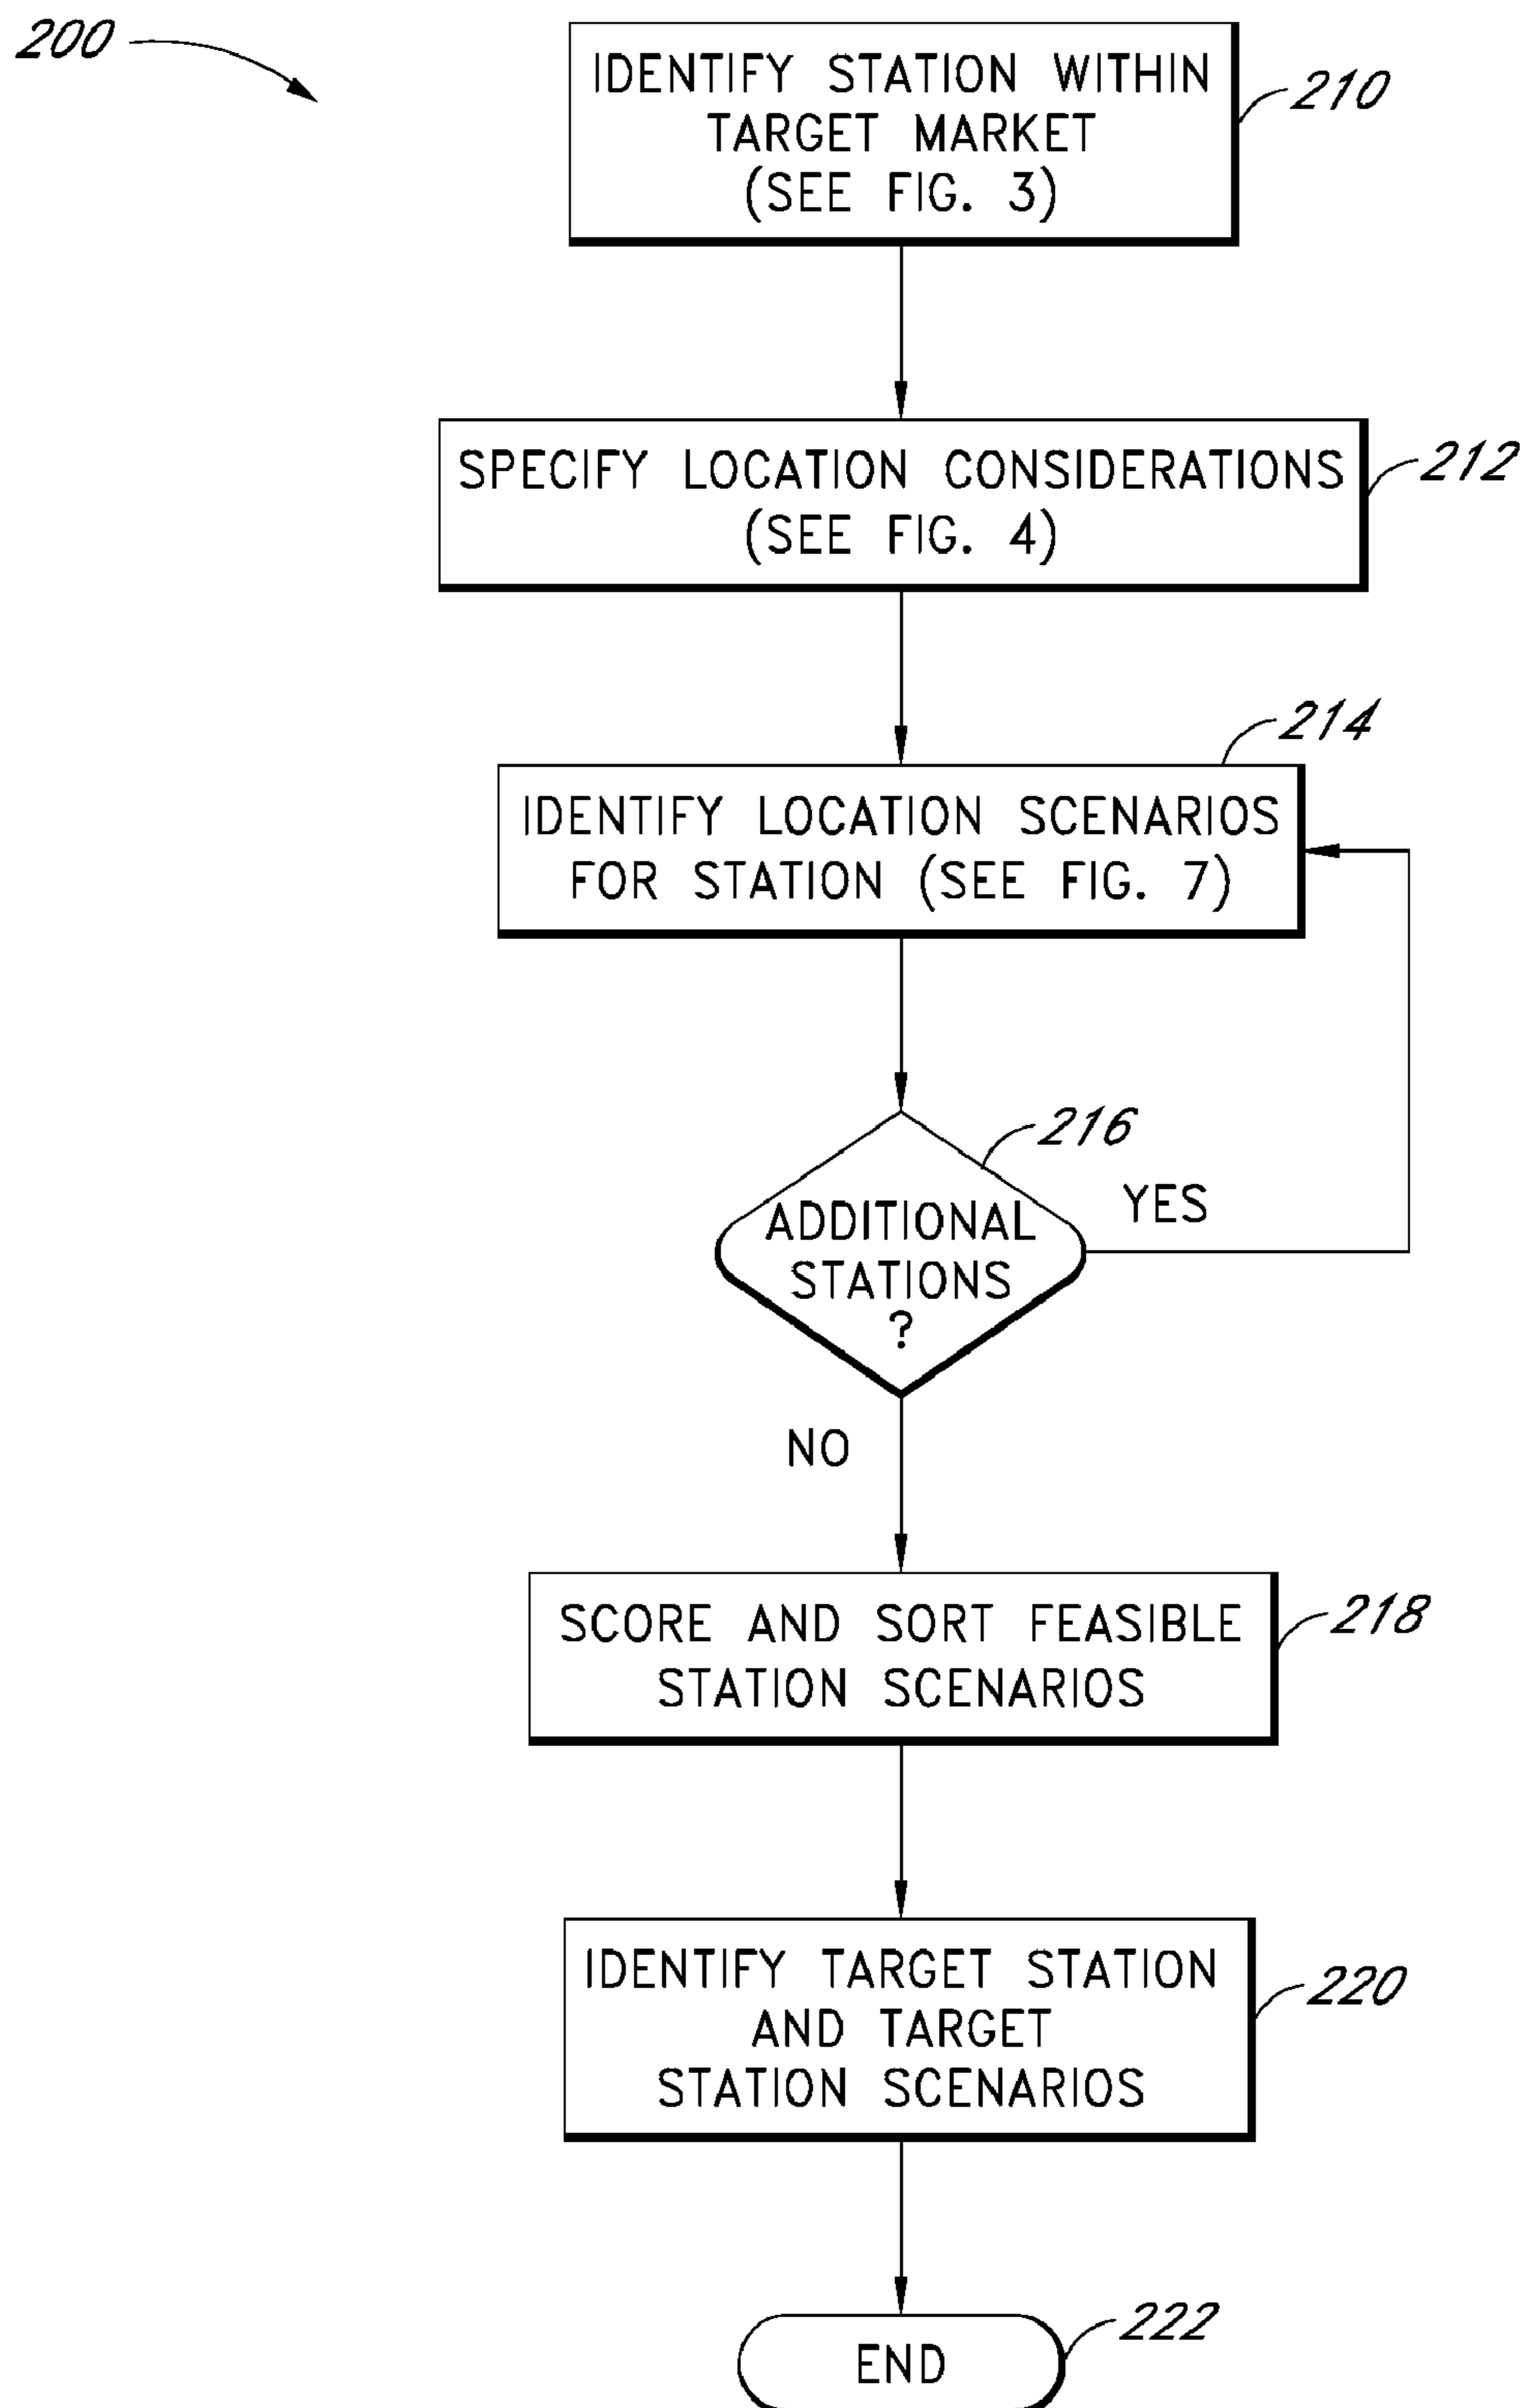 200
IDENTIFY STATION WITHIN
TARGET MARKET
(SEE FIG. 3)
210
SPECIFY LOCATION CONSIDERATIONS
(SEE FIG. 4)
212
214
IDENTIFY LOCATION SCENARIOS
FOR STATION (SEE FIG. 7)
216
YES
ADDITIONAL
STATIONS
?
NO
SCORE AND SORT FEASIBLE
STATION SCENARIOS
218
IDENTIFY TARGET STATION
AND TARGET
STATION SCENARIOS
220
END
222